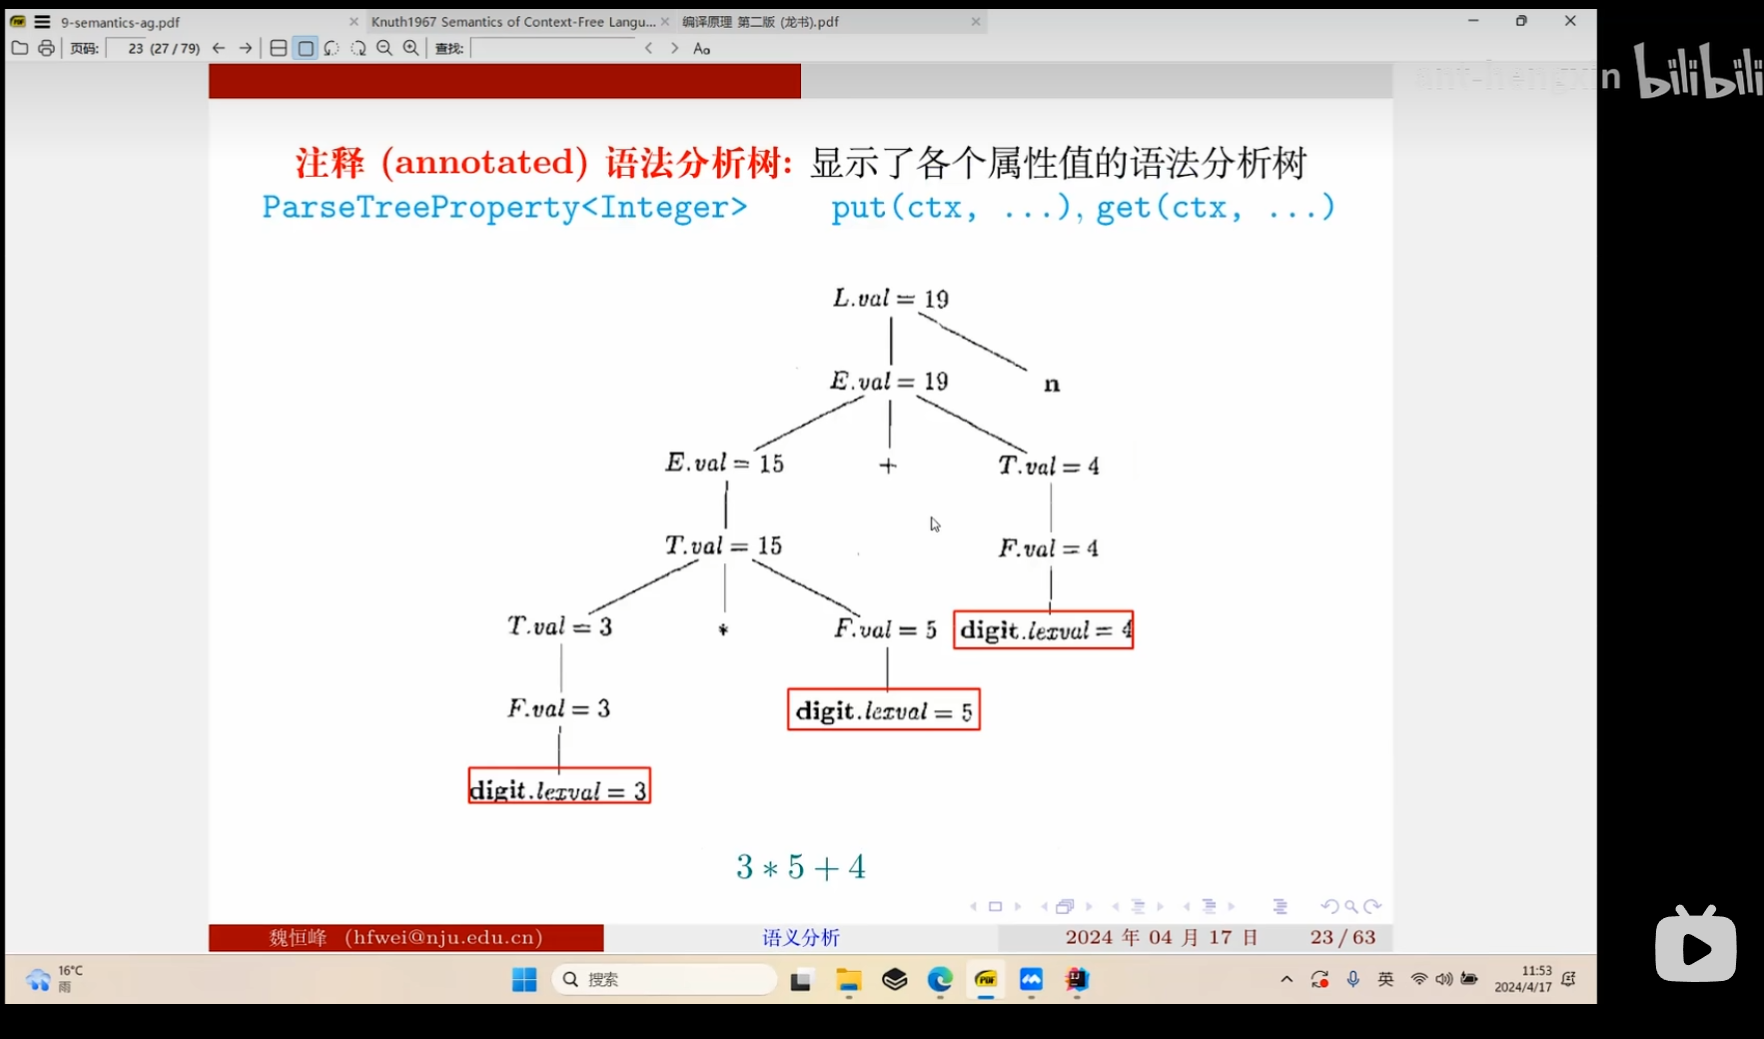 9-semantics-ag.pdf
Knuth1967 Semantics of Context-Free Langu...
编译原理 第二版 (龙书).pdf
页码: 23 (27 / 79)
查找:
Aa
bilibili
注释 (annotated) 语法分析树: 显示了各个属性值的语法分析树
ParseTreeProperty<Integer> put(ctx, ...), get(ctx, ...)
L.val = 19
E.val = 19 n
E.val = 15 + T.val = 4
T.val = 15 F.val = 4
T.val = 3 * F.val = 5 digit.lexval = 4
F.val = 3 digit.lexval = 5
digit.lexval = 3
3 * 5 + 4
魏恒峰 (hfwei@nju.edu.cn) 语义分析 2024 年 04 月 17 日 23 / 63
16°C
雨
搜索
英
11:53
2024/4/17